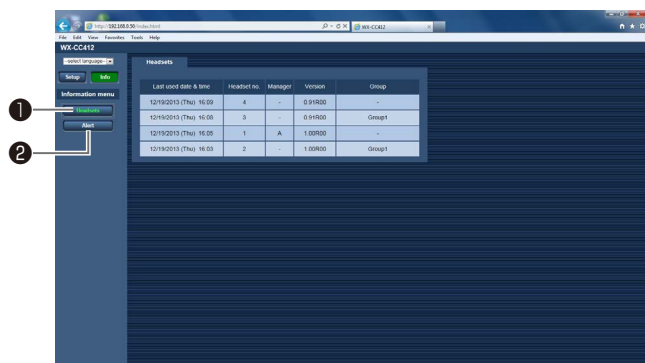 http://192.168.0.50/index.html
WX-CC412
File Edit View Favorites Tools Help
WX-CC412
--select language--
Setup Info
Information menu
❶ Headsets
❷ Alert
Headsets
Last used date & time Headset no. Manager Version Group
12/19/2013 (Thu) 16:09 4 - 0.91R00 -
12/19/2013 (Thu) 16:08 3 - 0.91R00 Group1
12/19/2013 (Thu) 16:05 1 A 1.00R00 -
12/19/2013 (Thu) 16:03 2 - 1.00R00 Group1